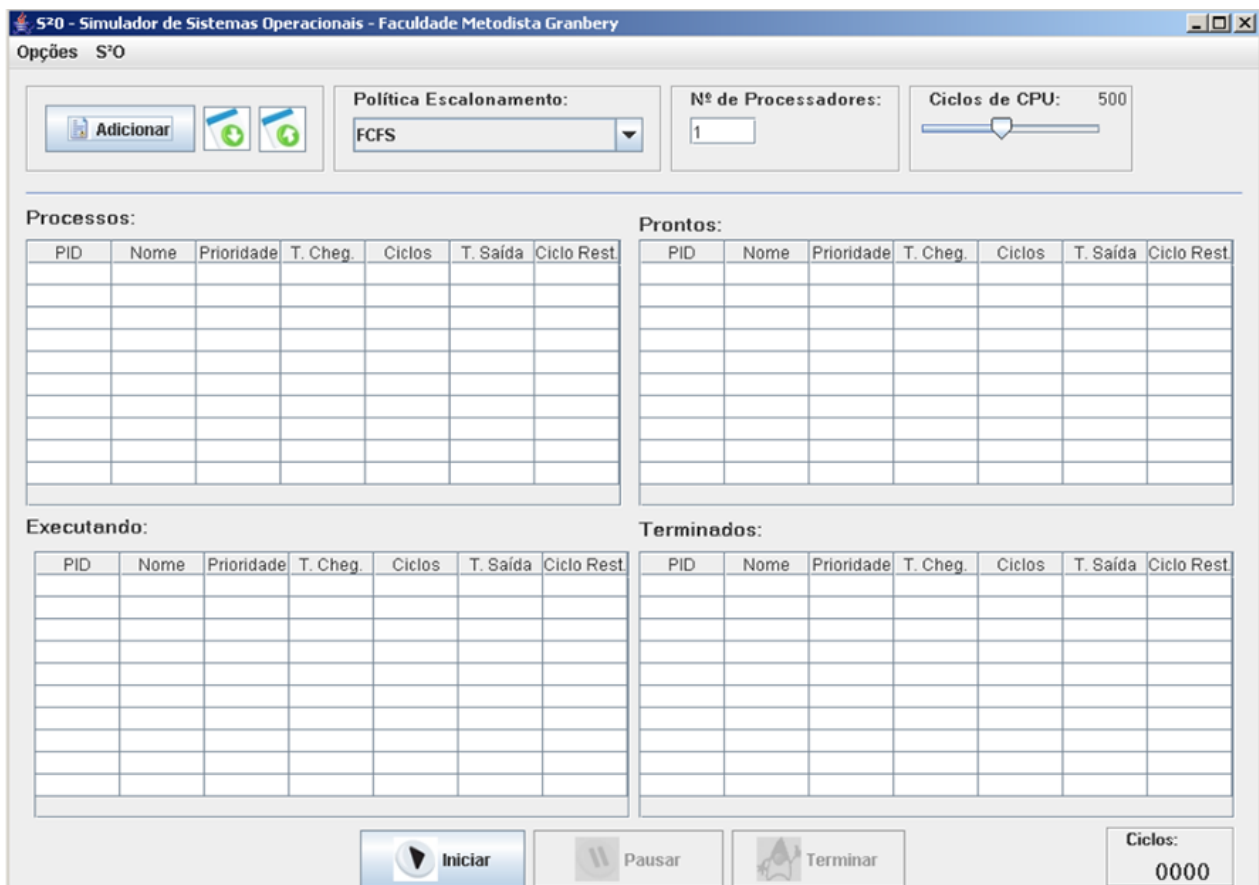 S²0 - Simulador de Sistemas Operacionais - Faculdade Metodista Granbery
Opções S²O
Adicionar
Política Escalonamento:
FCFS
Nº de Processadores:
1
Ciclos de CPU: 500
Processos:
PID Nome Prioridade T. Cheg. Ciclos T. Saída Ciclo Rest.
Prontos:
PID Nome Prioridade T. Cheg. Ciclos T. Saída Ciclo Rest.
Executando:
PID Nome Prioridade T. Cheg. Ciclos T. Saída Ciclo Rest.
Terminados:
PID Nome Prioridade T. Cheg. Ciclos T. Saída Ciclo Rest.
Iniciar
Pausar
Terminar
Ciclos:
0000